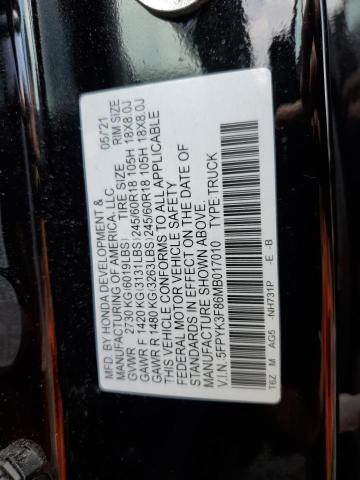 MFD. BY HONDA DEVELOPMENT & 05/21
MANUFACTURING OF AMERICA, LLC. TIRE SIZE RIM SIZE
GVWR 2730 KG(6019LBS)
GAWR F 1420 KG(3131LBS) 245/60R18 105H 18X8.0J
GAWR R 1480 KG(3263LBS) 245/60R18 105H 18X8.0J
THIS VEHICLE CONFORMS TO ALL APPLICABLE
FEDERAL MOTOR VEHICLE SAFETY
STANDARDS IN EFFECT ON THE DATE OF
MANUFACTURE SHOWN ABOVE.
V.I.N. 5FPYK3F86MB017010 TYPE:TRUCK
T6Z M AG5 -NH731P -E -B